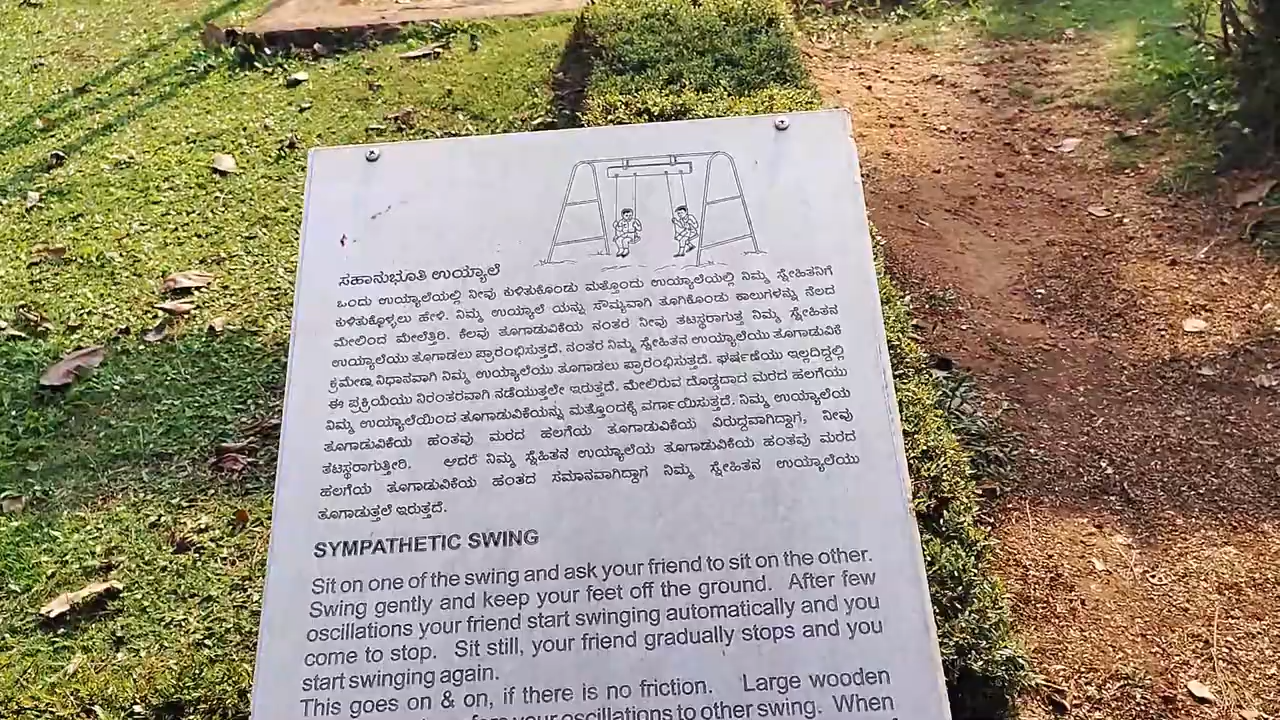 ಸಹಾನುಭೂತಿ ಉಯ್ಯಾಲೆ
ಒಂದು ಉಯ್ಯಾಲೆಯಲ್ಲಿ ನೀವು ಕುಳಿತುಕೊಂಡು ಮತ್ತೊಂದು ಉಯ್ಯಾಲೆಯಲ್ಲಿ ನಿಮ್ಮ ಸ್ನೇಹಿತನಿಗೆ
ಕುಳಿತುಕ್ಕೊಳ್ಳಲು ಹೇಳಿ. ನಿಮ್ಮ ಉಯ್ಯಾಲೆ ಯನ್ನು ಸೌಮ್ಯವಾಗಿ ತೂಗಿಕೊಂಡು ಕಾಲುಗಳನ್ನು ನೆಲದ
ಮೇಲಿಂದ ಮೇಲೆತ್ತಿರಿ. ಕೆಲವು ತೂಗಾಡುವಿಕೆಯ ನಂತರ ನೀವು ತಟಸ್ಥರಾಗುತ್ತ ನಿಮ್ಮ ಸ್ನೇಹಿತನ
ಉಯ್ಯಾಲೆಯು ತೂಗಾಡಲು ಪ್ರಾರಂಭಿಸುತ್ತದೆ. ನಂತರ ನಿಮ್ಮ ಸ್ನೇಹಿತನ ಉಯ್ಯಾಲೆಯು ತೂಗಾಡುವಿಕೆ
ಕ್ರಮೇಣ ವಿಧಾನವಾಗಿ ನಿಮ್ಮ ಉಯ್ಯಾಲೆಯು ತೂಗಾಡಲು ಪ್ರಾರಂಭಿಸುತ್ತದೆ. ಘರ್ಷಣೆಯು ಇಲ್ಲದಿದ್ದಲ್ಲಿ
ಈ ಪ್ರಕ್ರಿಯೆಯು ನಿರಂತರವಾಗಿ ನಡೆಯುತ್ತಲೇ ಇರುತ್ತದೆ. ಮೇಲಿರುವ ದೊಡ್ಡದಾದ ಮರದ ಹಲಗೆಯು
ನಿಮ್ಮ ಉಯ್ಯಾಲೆಯಿಂದ ತೂಗಾಡುವಿಕೆಯನ್ನು ಮತ್ತೊಂದಕ್ಕೆ ವರ್ಗಾಯಿಸುತ್ತದೆ. ನಿಮ್ಮ ಉಯ್ಯಾಲೆಯ
ತೂಗಾಡುವಿಕೆಯ ಹಂತವು ಮರದ ಹಲಗೆಯ ತೂಗಾಡುವಿಕೆಯ ವಿರುದ್ಧವಾಗಿದ್ದಾಗ, ನೀವು
ತಟಸ್ಥರಾಗುತ್ತೀರಿ. ಆದರೆ ನಿಮ್ಮ ಸ್ನೆಹಿತನ ಉಯ್ಯಾಲೆಯ ತೂಗಾಡುವಿಕೆಯ ಹಂತವು ಮರದ
ಹಲಗೆಯ ತೂಗಾಡುವಿಕೆಯ ಹಂತದ ಸಮಾನವಾಗಿದ್ದಾಗ ನಿಮ್ಮ ಸ್ನೇಹಿತನ ಉಯ್ಯಾಲೆಯು
ತೂಗಾಡುತ್ತಲೆ ಇರುತ್ತದೆ.
SYMPATHETIC SWING
Sit on one of the swing and ask your friend to sit on the other.
Swing gently and keep your feet off the ground. After few
oscillations your friend start swinging automatically and you
come to stop. Sit still, your friend gradually stops and you
start swinging again.
This goes on & on, if there is no friction. Large wooden
your oscillations to other swing. When